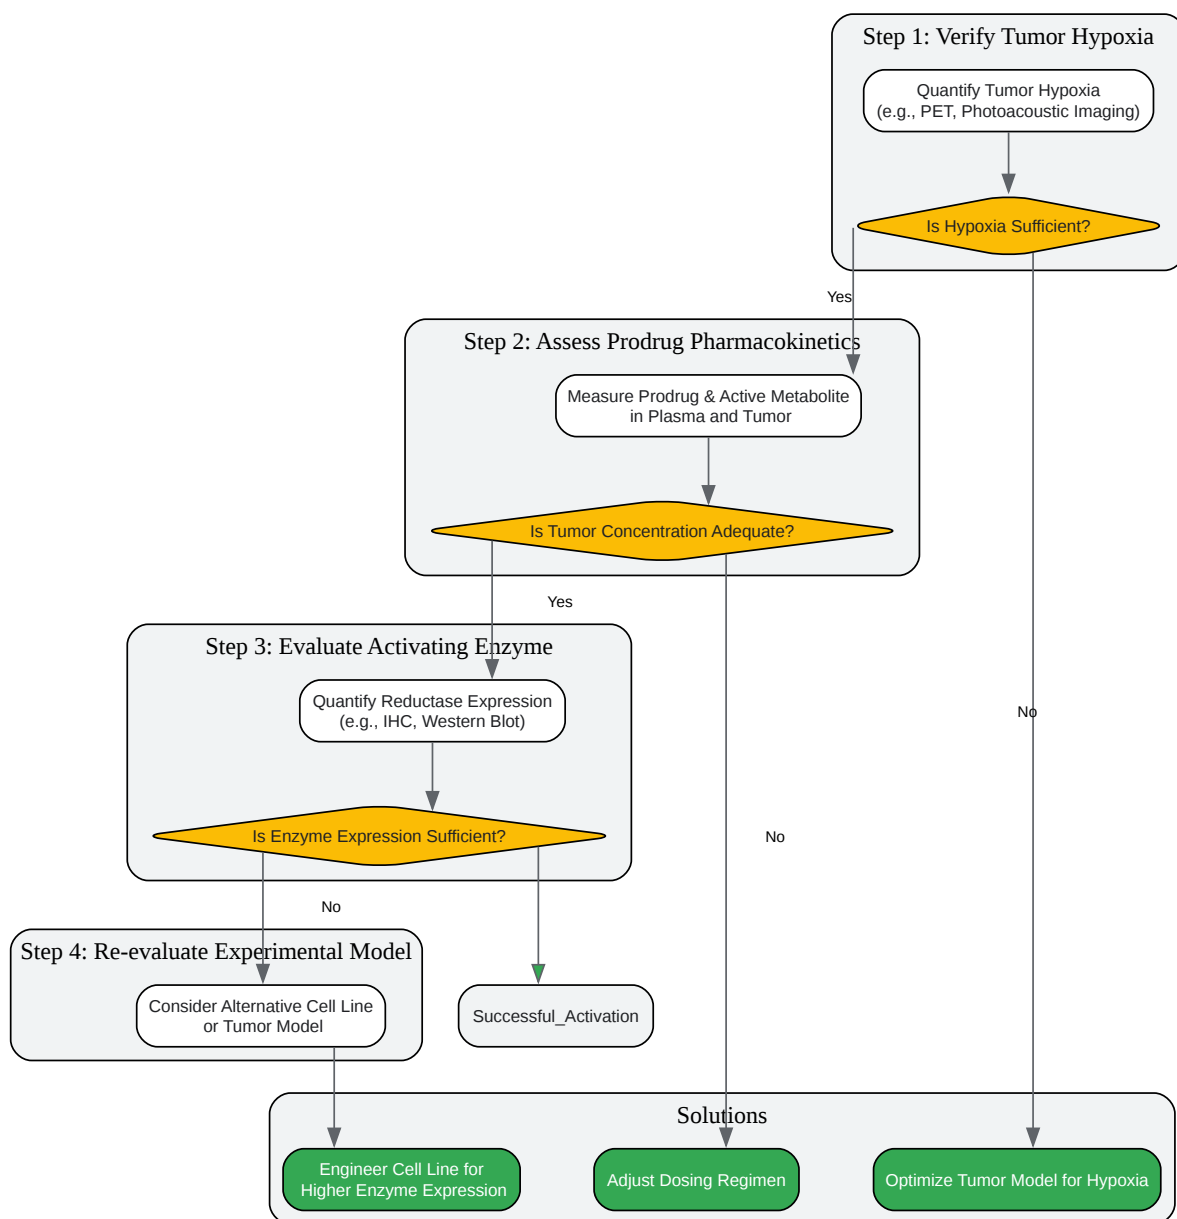 Step 1: Verify Tumor Hypoxia
Quantify Tumor Hypoxia
(e.g., PET, Photoacoustic Imaging)
Is Hypoxia Sufficient?
Yes
Step 2: Assess Prodrug Pharmacokinetics
Measure Prodrug & Active Metabolite
in Plasma and Tumor
Is Tumor Concentration Adequate?
Yes
Step 3: Evaluate Activating Enzyme
Quantify Reductase Expression
(e.g., IHC, Western Blot)
No
Is Enzyme Expression Sufficient?
No
No
Step 4: Re-evaluate Experimental Model
Consider Alternative Cell Line
or Tumor Model
Successful_Activation
Solutions
Engineer Cell Line for
Higher Enzyme Expression
Adjust Dosing Regimen
Optimize Tumor Model for Hypoxia